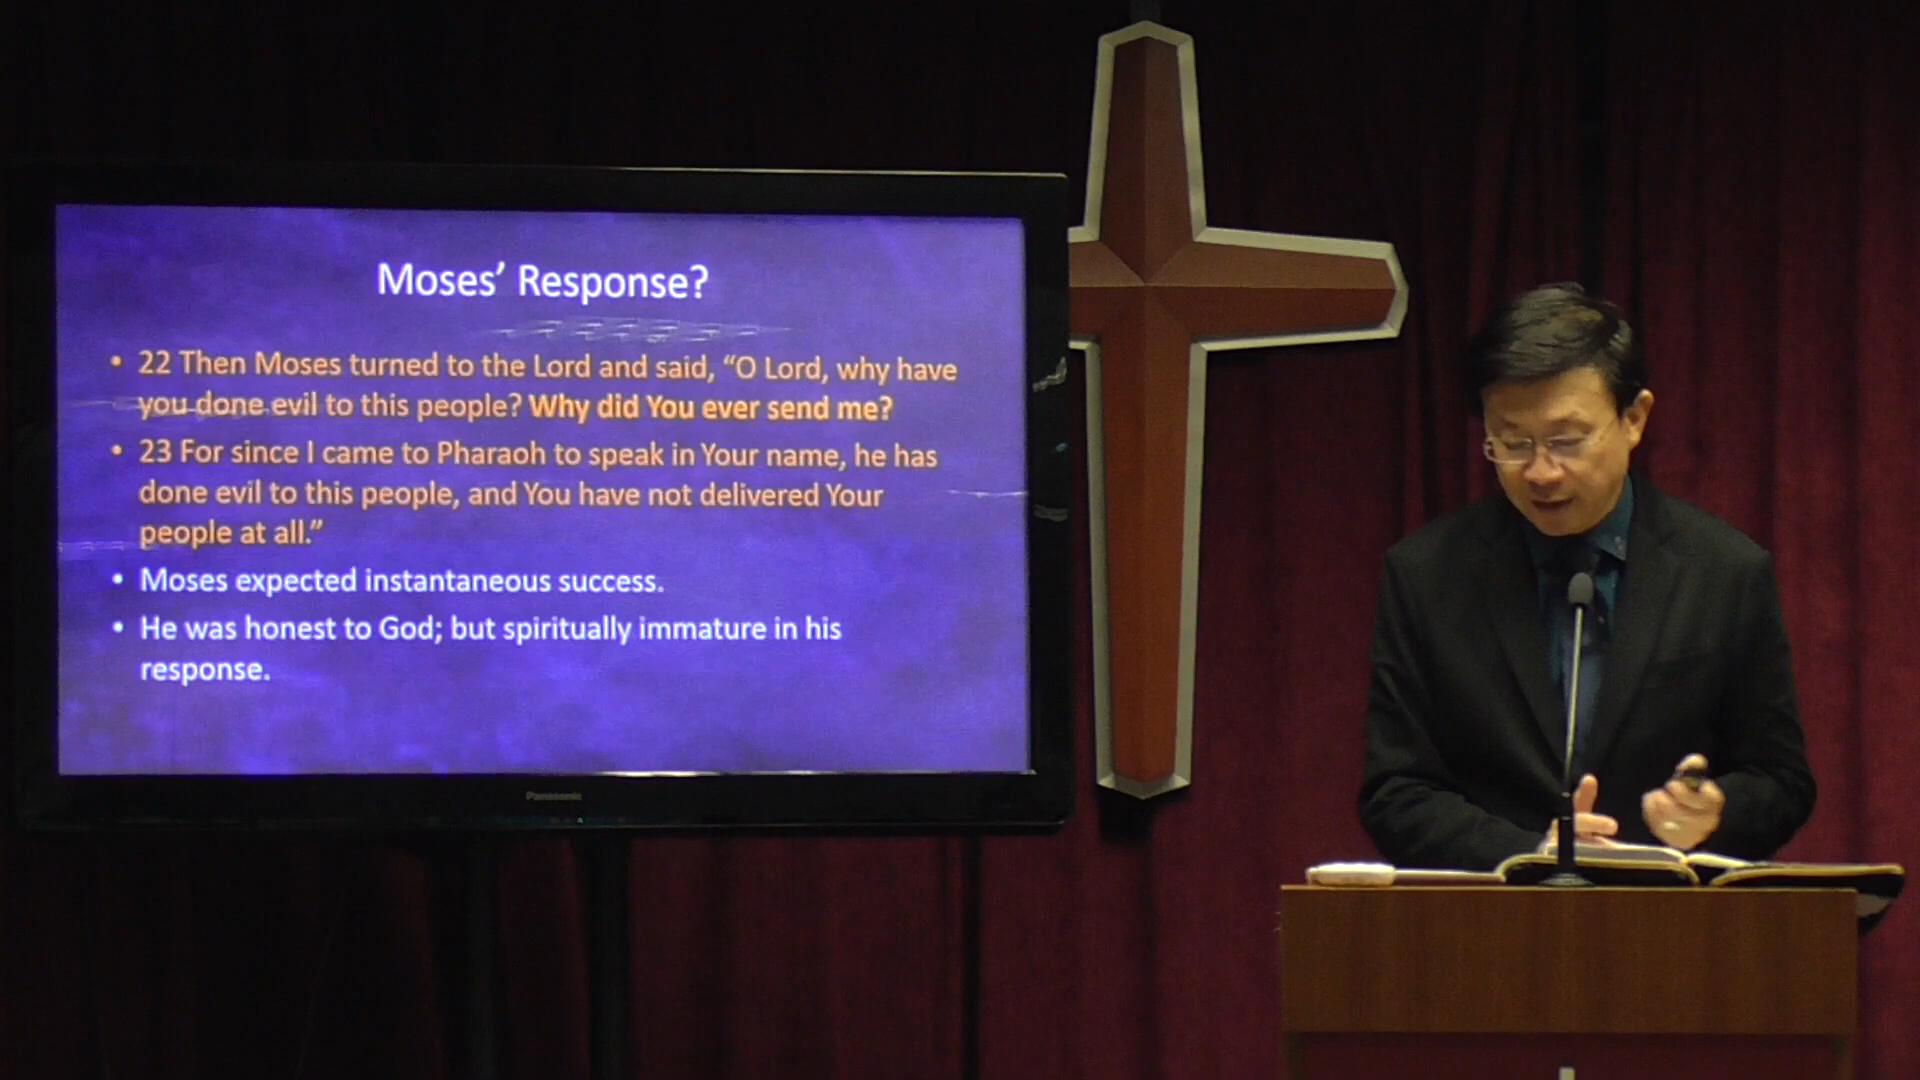 Moses’ Response?
• 22 Then Moses turned to the Lord and said, “O Lord, why have
you done evil to this people? Why did You ever send me?
• 23 For since I came to Pharaoh to speak in Your name, he has
done evil to this people, and You have not delivered Your
people at all.”
• Moses expected instantaneous success.
• He was honest to God; but spiritually immature in his
response.
Panasonic